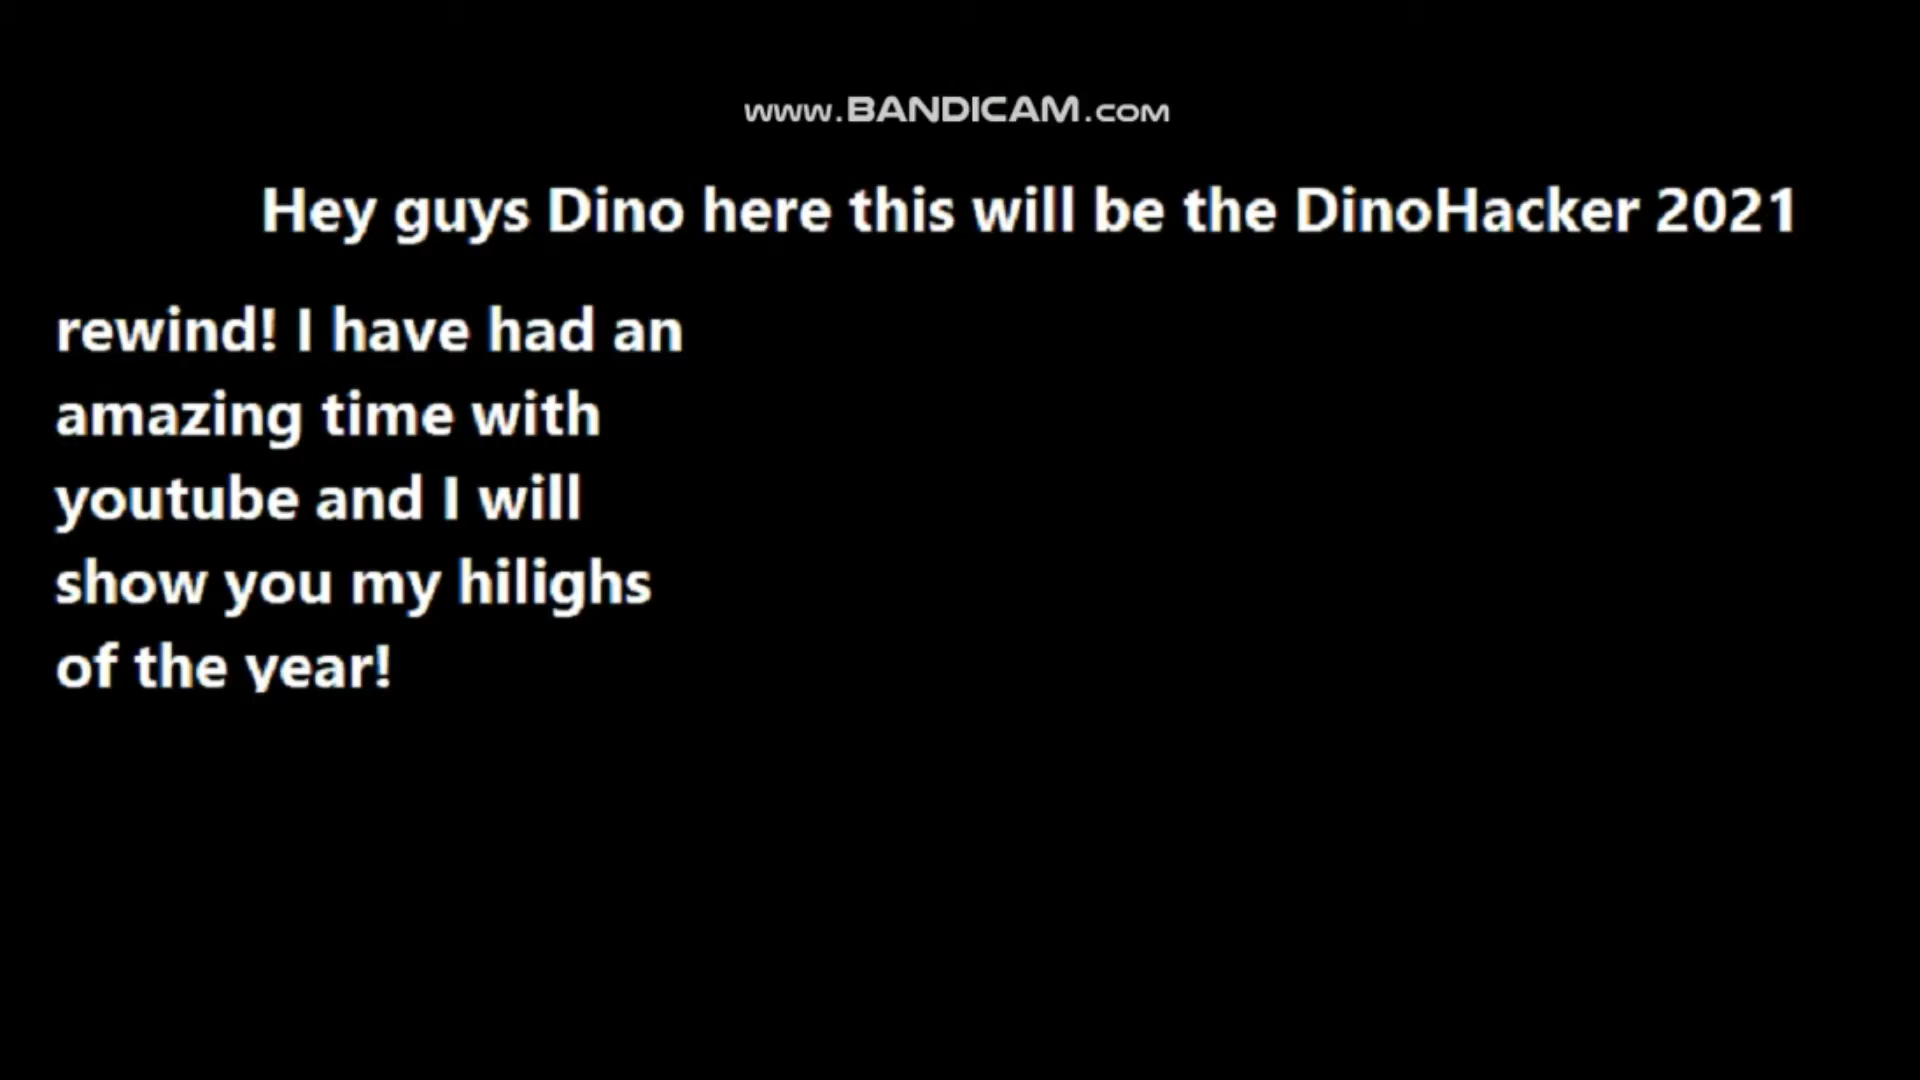 www.BANDICAM.com
Hey guys Dino here this will be the DinoHacker 2021
rewind! I have had an
amazing time with
youtube and I will
show you my hilighs
of the year!